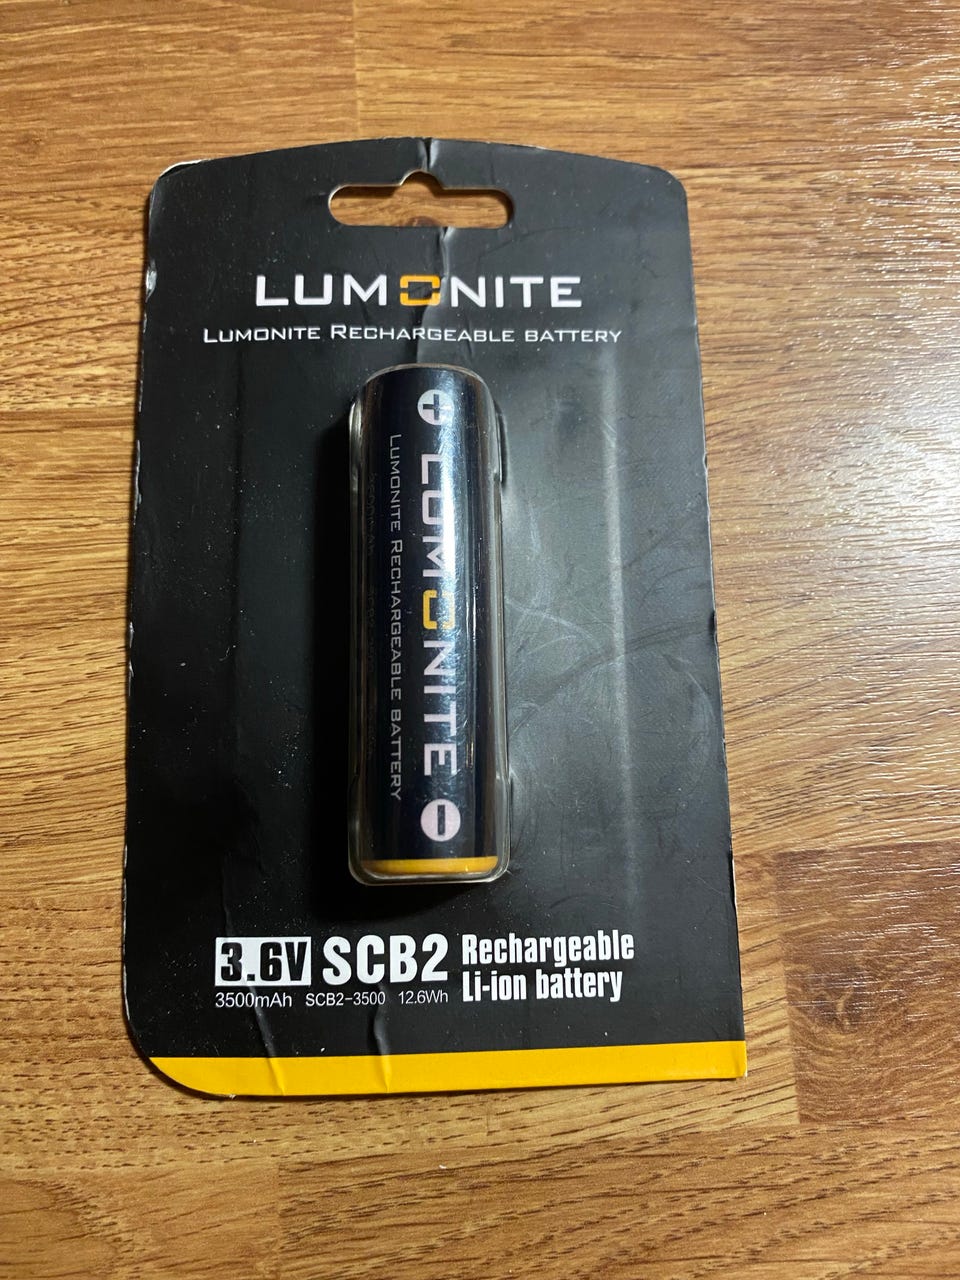 LUMONITE
LUMONITE RECHARGEABLE BATTERY
LUMONITE
LUMONITE RECHARGEABLE BATTERY
3.6V SCB2 Rechargeable
Li-ion battery
3500mAh SCB2-3500 12.6Wh